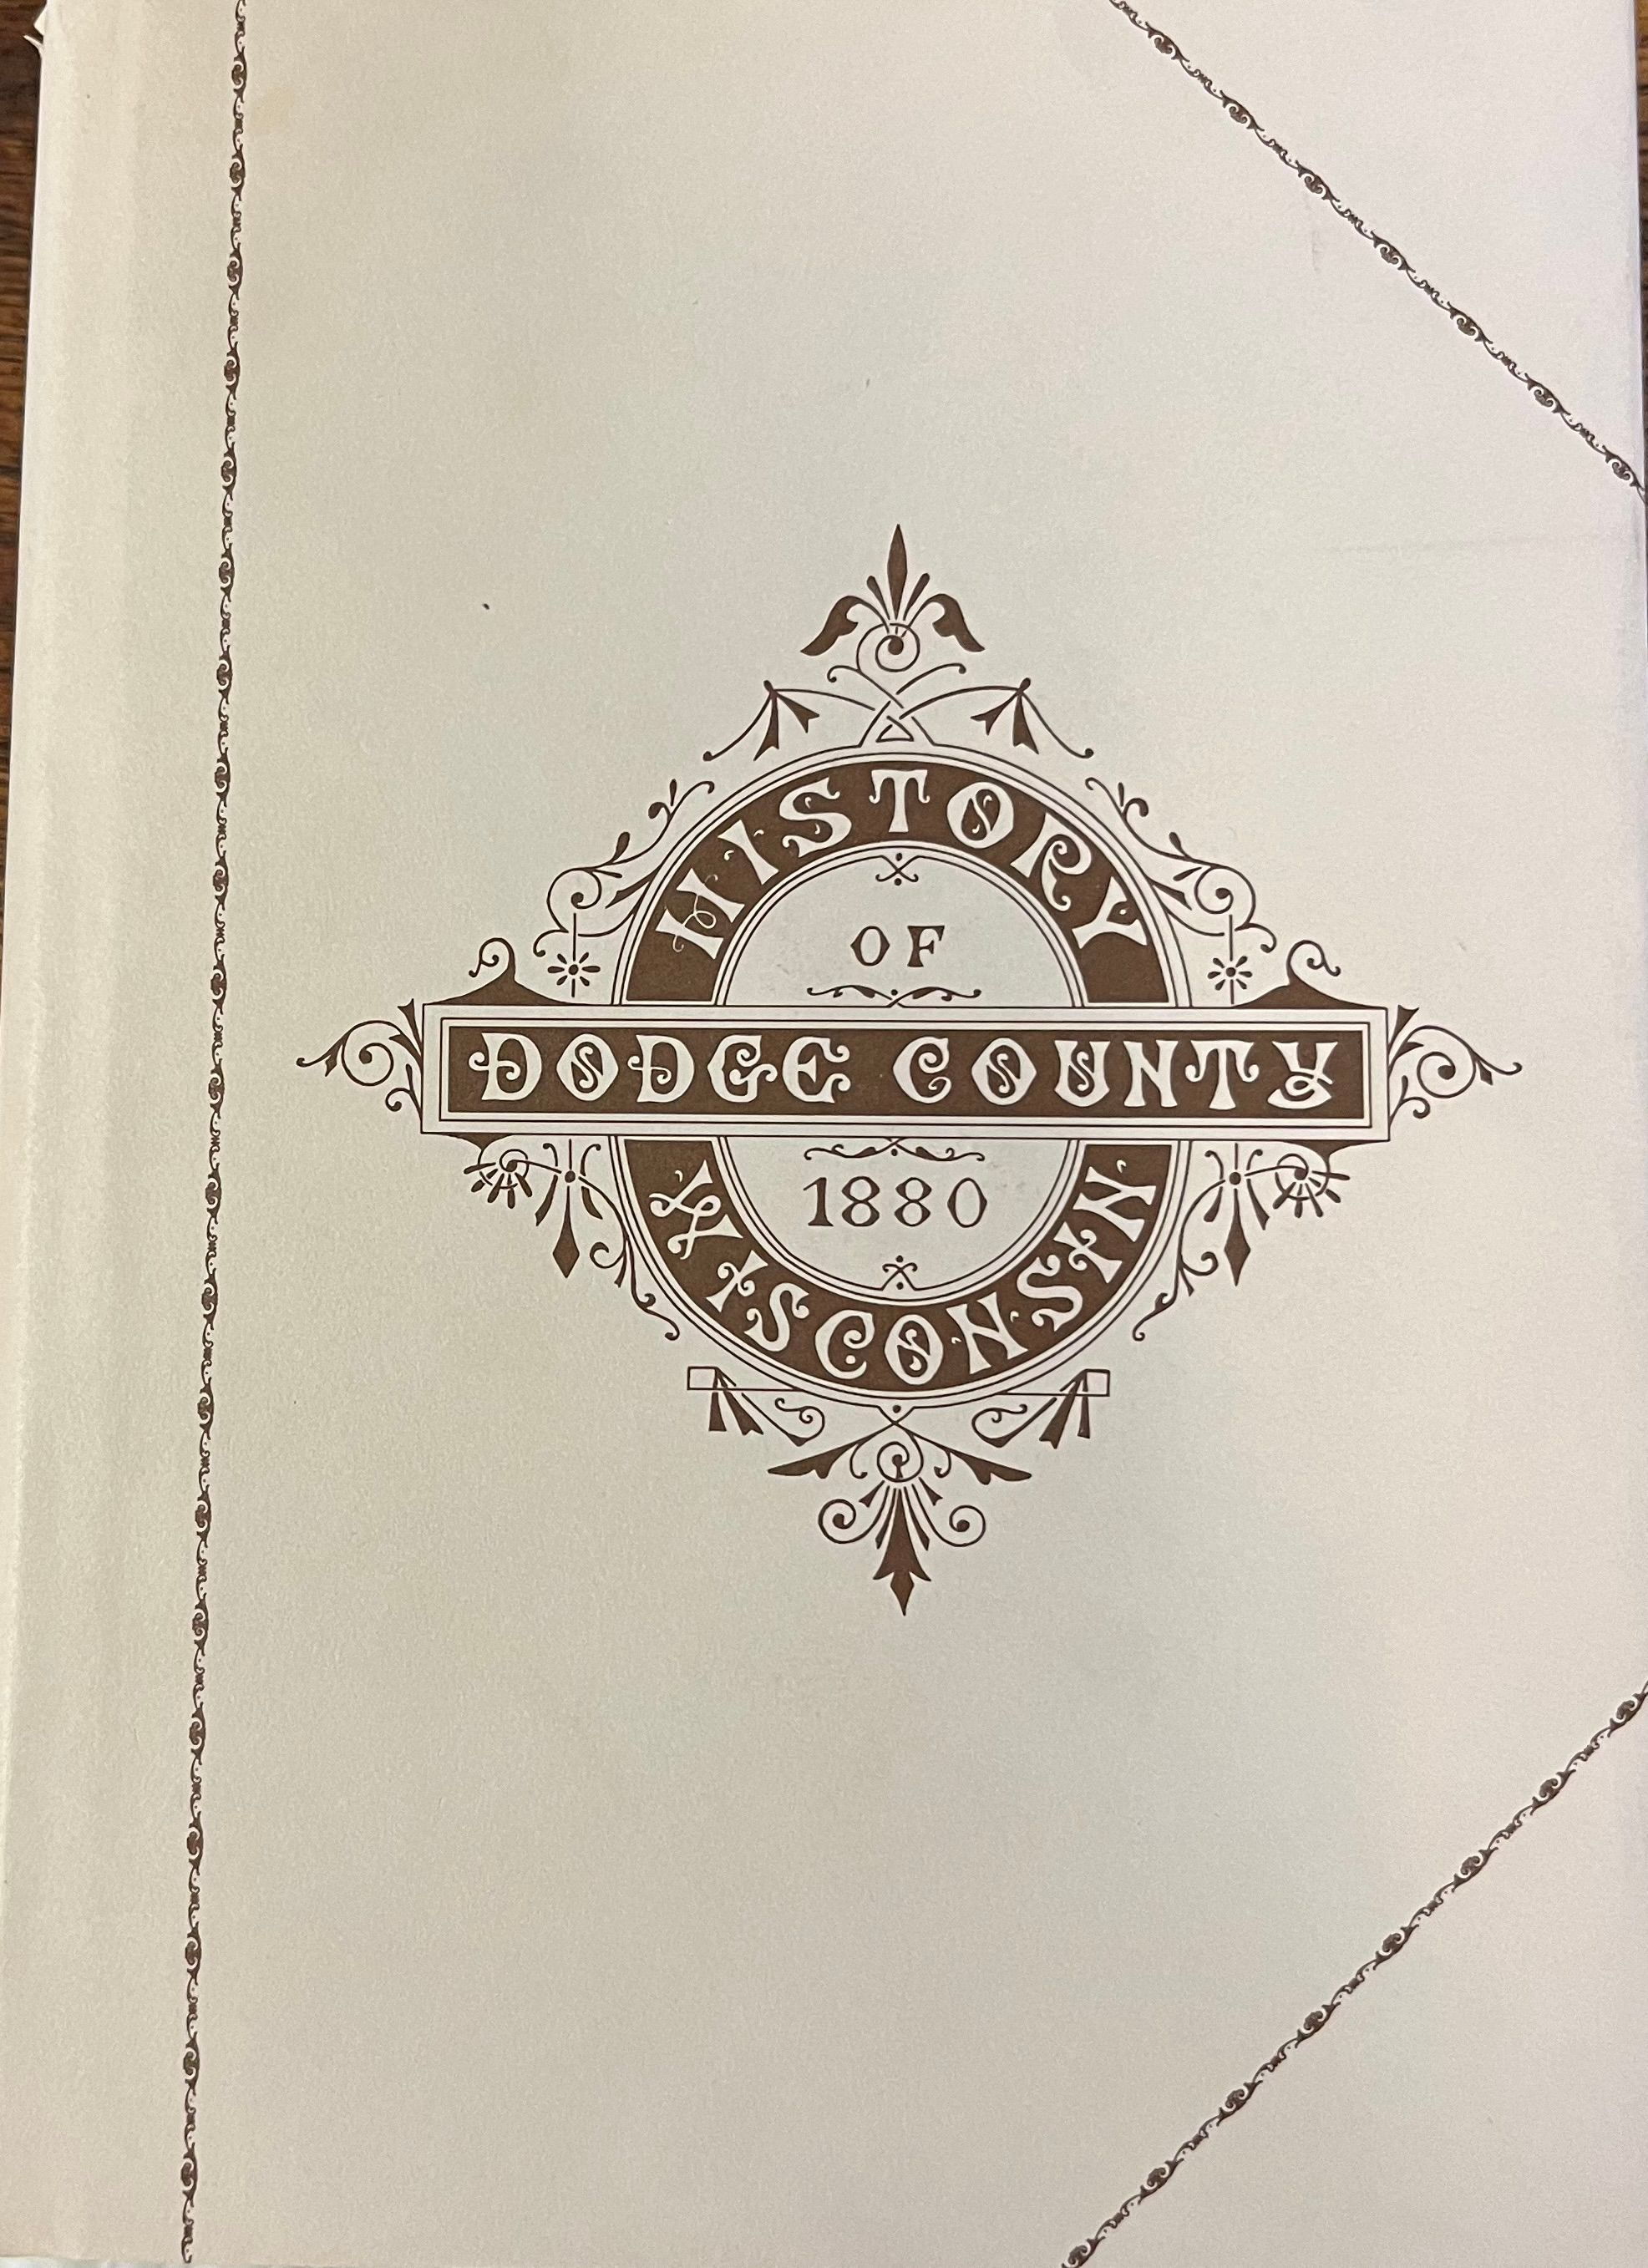 HISTORY
OF
DODGE COUNTY
1880
WISCONSIN